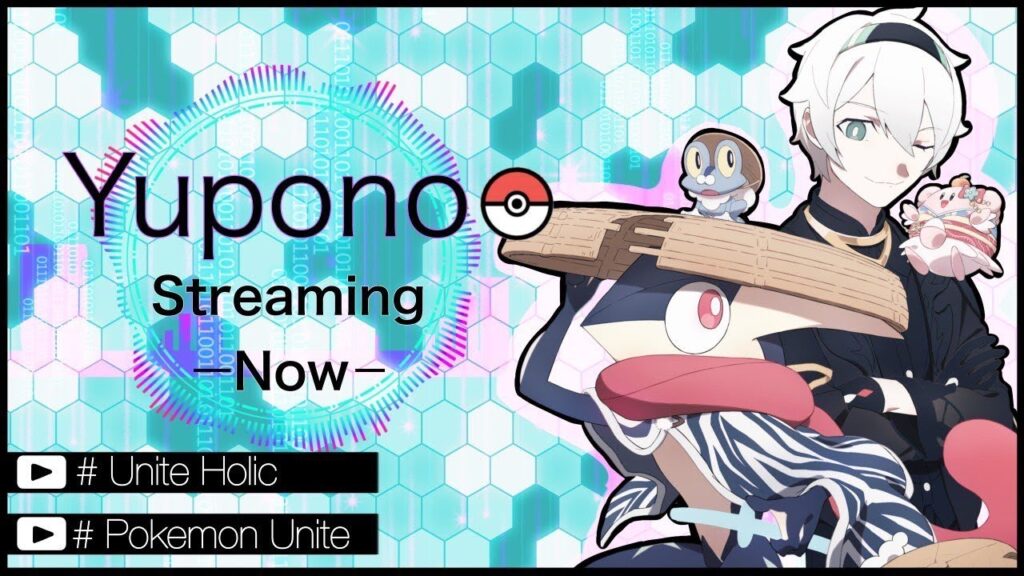 Yupono
Streaming
—Now—
# Unite Holic
# Pokemon Unite